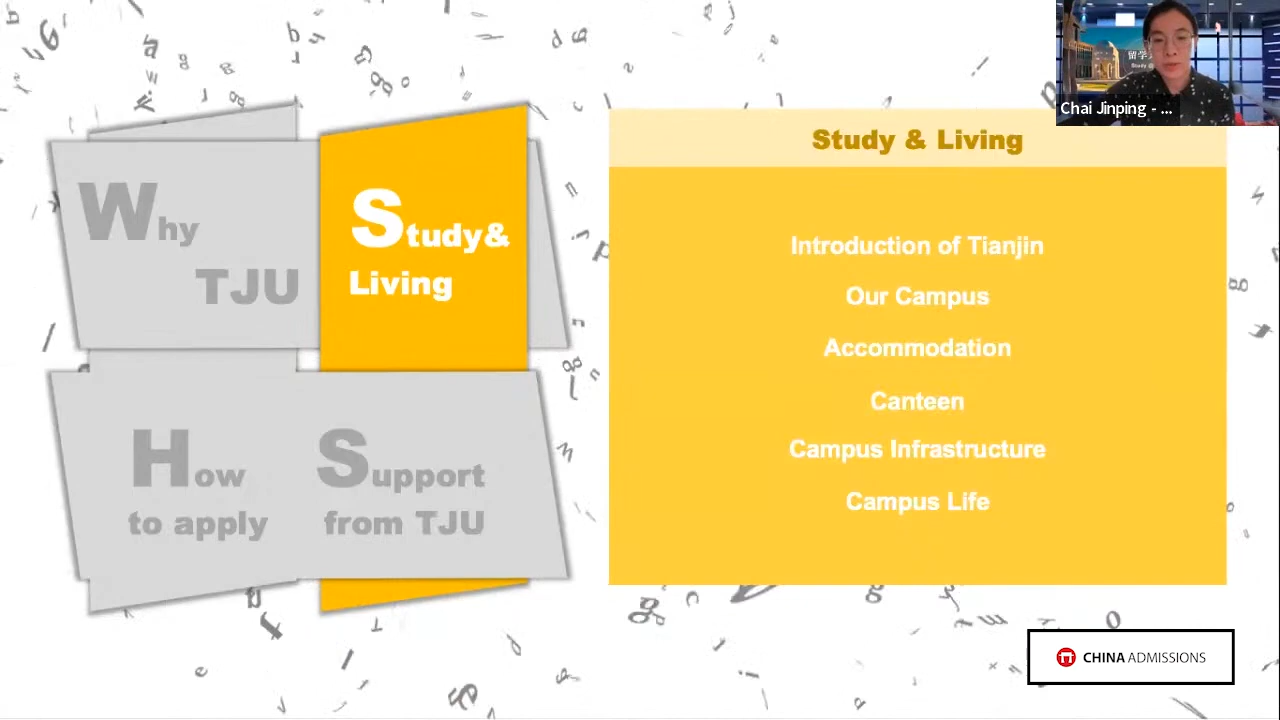 Why
TJU
Study&
Living
How
to apply
Support
from TJU
Study & Living
Introduction of Tianjin
Our Campus
Accommodation
Canteen
Campus Infrastructure
Campus Life
Chai Jinping - ...
CHINA ADMISSIONS